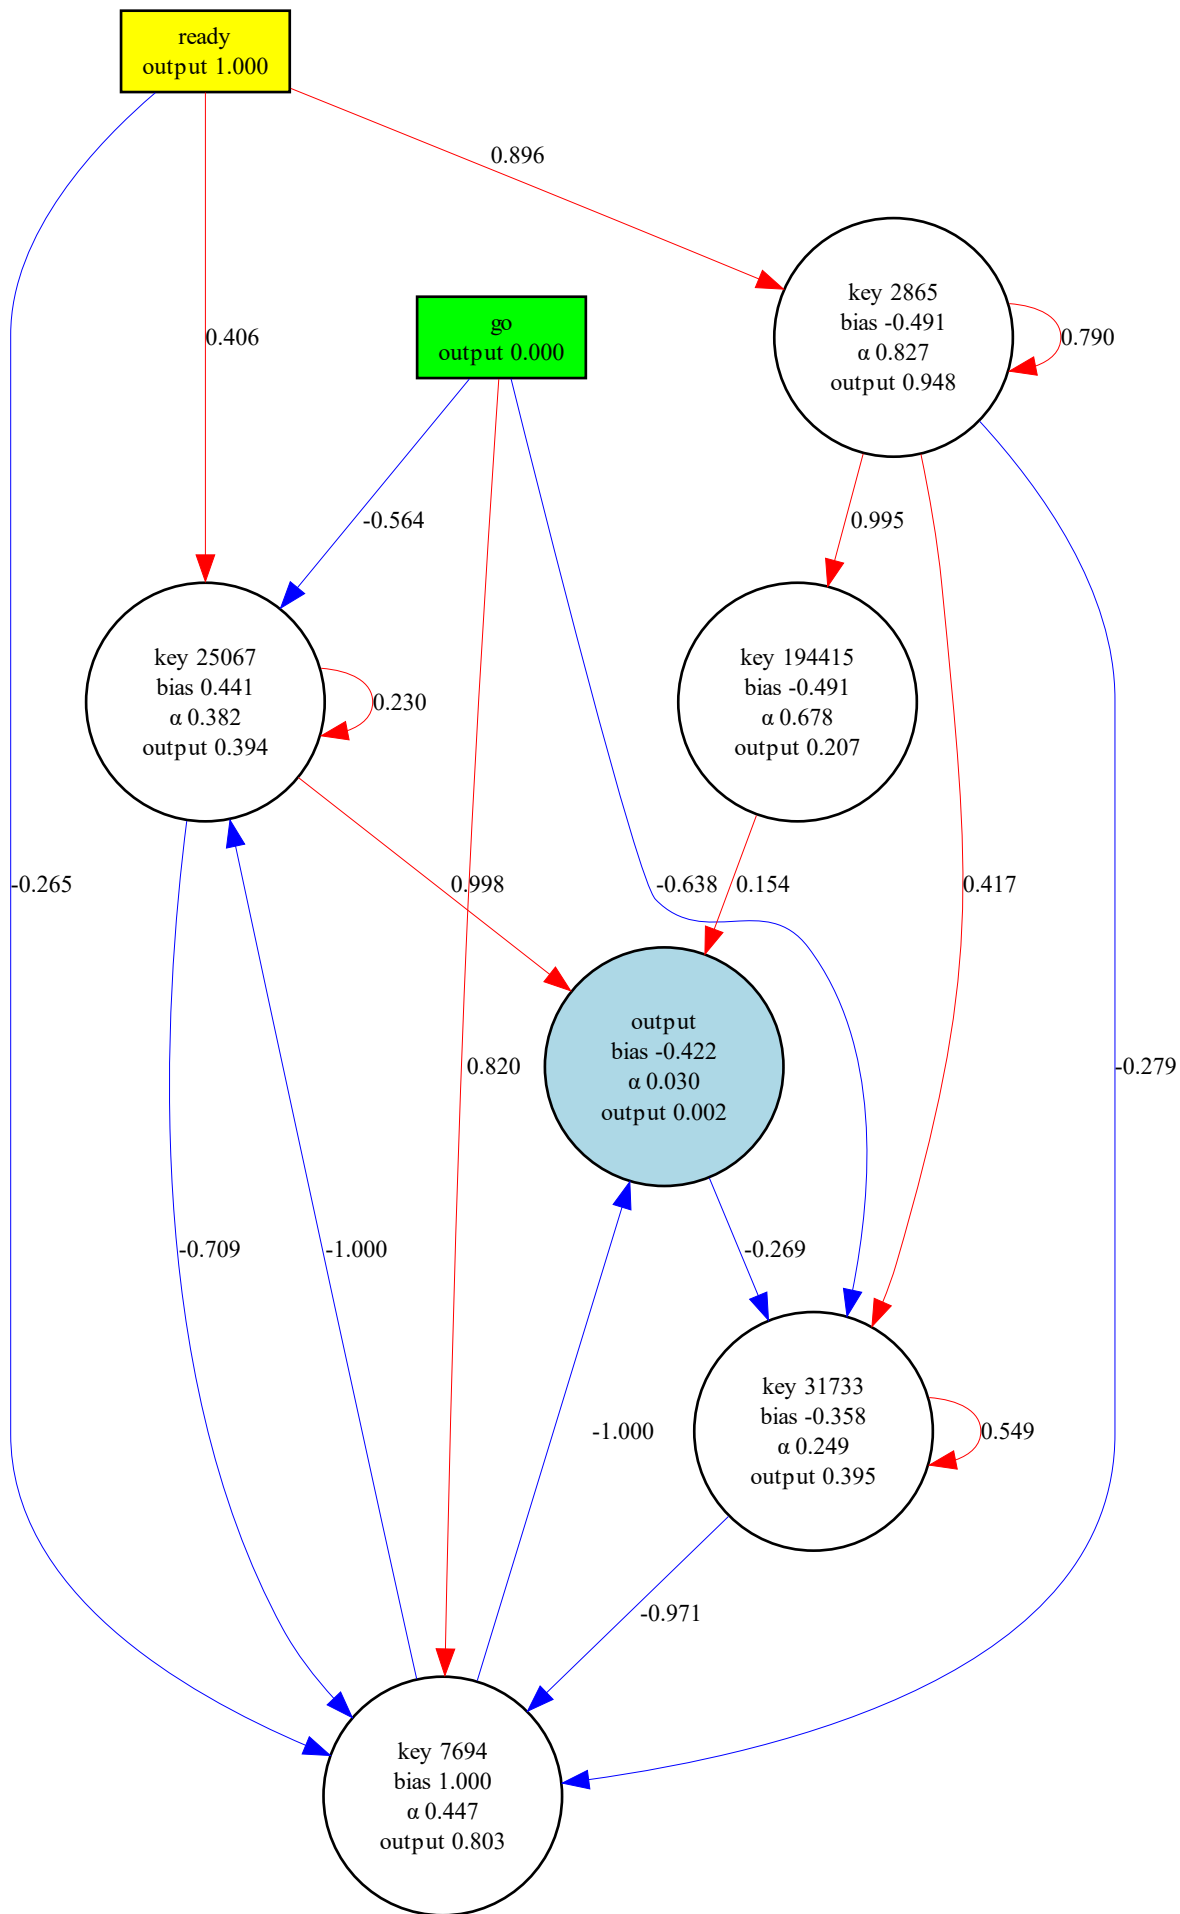 ready
output 1.000
0.896
key 2865
bias -0.491
α 0.827
output 0.948
0.790
go
output 0.000
0.406
-0.564
0.995
key 25067
bias 0.441
α 0.382
output 0.394
0.230
key 194415
bias -0.491
α 0.678
output 0.207
-0.265
0.998
-0.638
0.154
0.417
output
bias -0.422
α 0.030
output 0.002
0.820
-0.279
-0.709
-1.000
-0.269
key 31733
bias -0.358
α 0.249
output 0.395
-1.000
0.549
-0.971
key 7694
bias 1.000
α 0.447
output 0.803